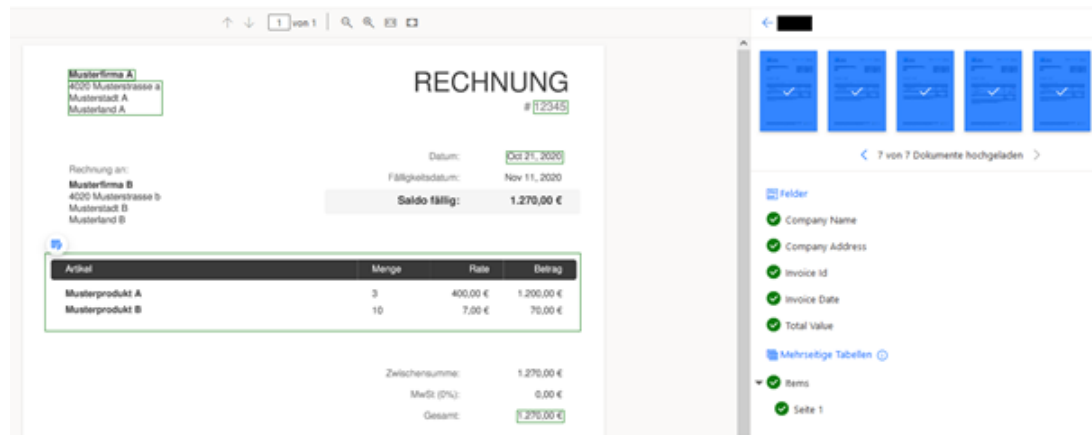 1 von 1
Musterfirma A
4020 Musterstrasse a
Musterstadt A
Musterland A
RECHNUNG
# 12345
Datum: Oct 21, 2020
Fälligkeitsdatum: Nov 11, 2020
Saldo fällig: 1.270,00 €
Rechnung an:
Musterfirma B
4020 Musterstrasse b
Musterstadt B
Musterland B
Artikel Menge Rate Betrag
Musterprodukt A 3 400,00 € 1.200,00 €
Musterprodukt B 10 7,00 € 70,00 €
Zwischensumme: 1.270,00 €
MwSt (0%): 0,00 €
Gesamt: 1.270,00 €
7 von 7 Dokumente hochgeladen
Felder
Company Name
Company Address
Invoice Id
Invoice Date
Total Value
Mehrseitige Tabellen
Items
Seite 1